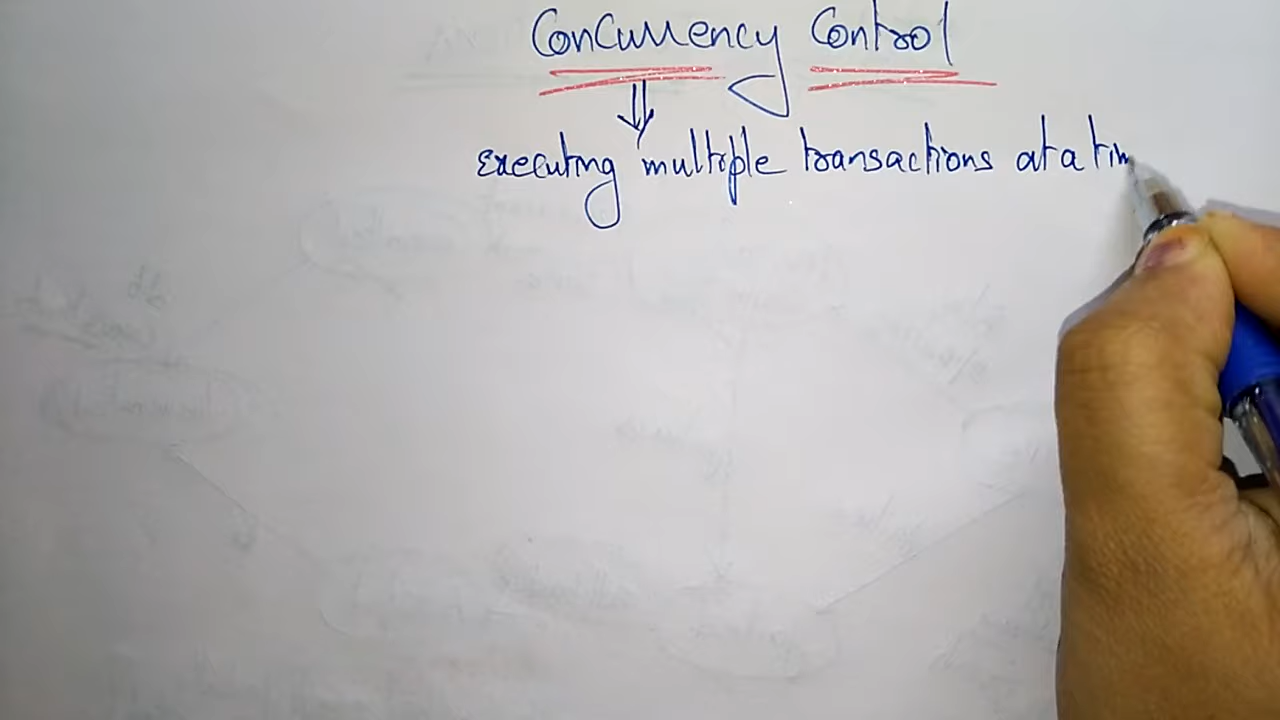 Concurrency Control
Executing multiple transactions at a tim